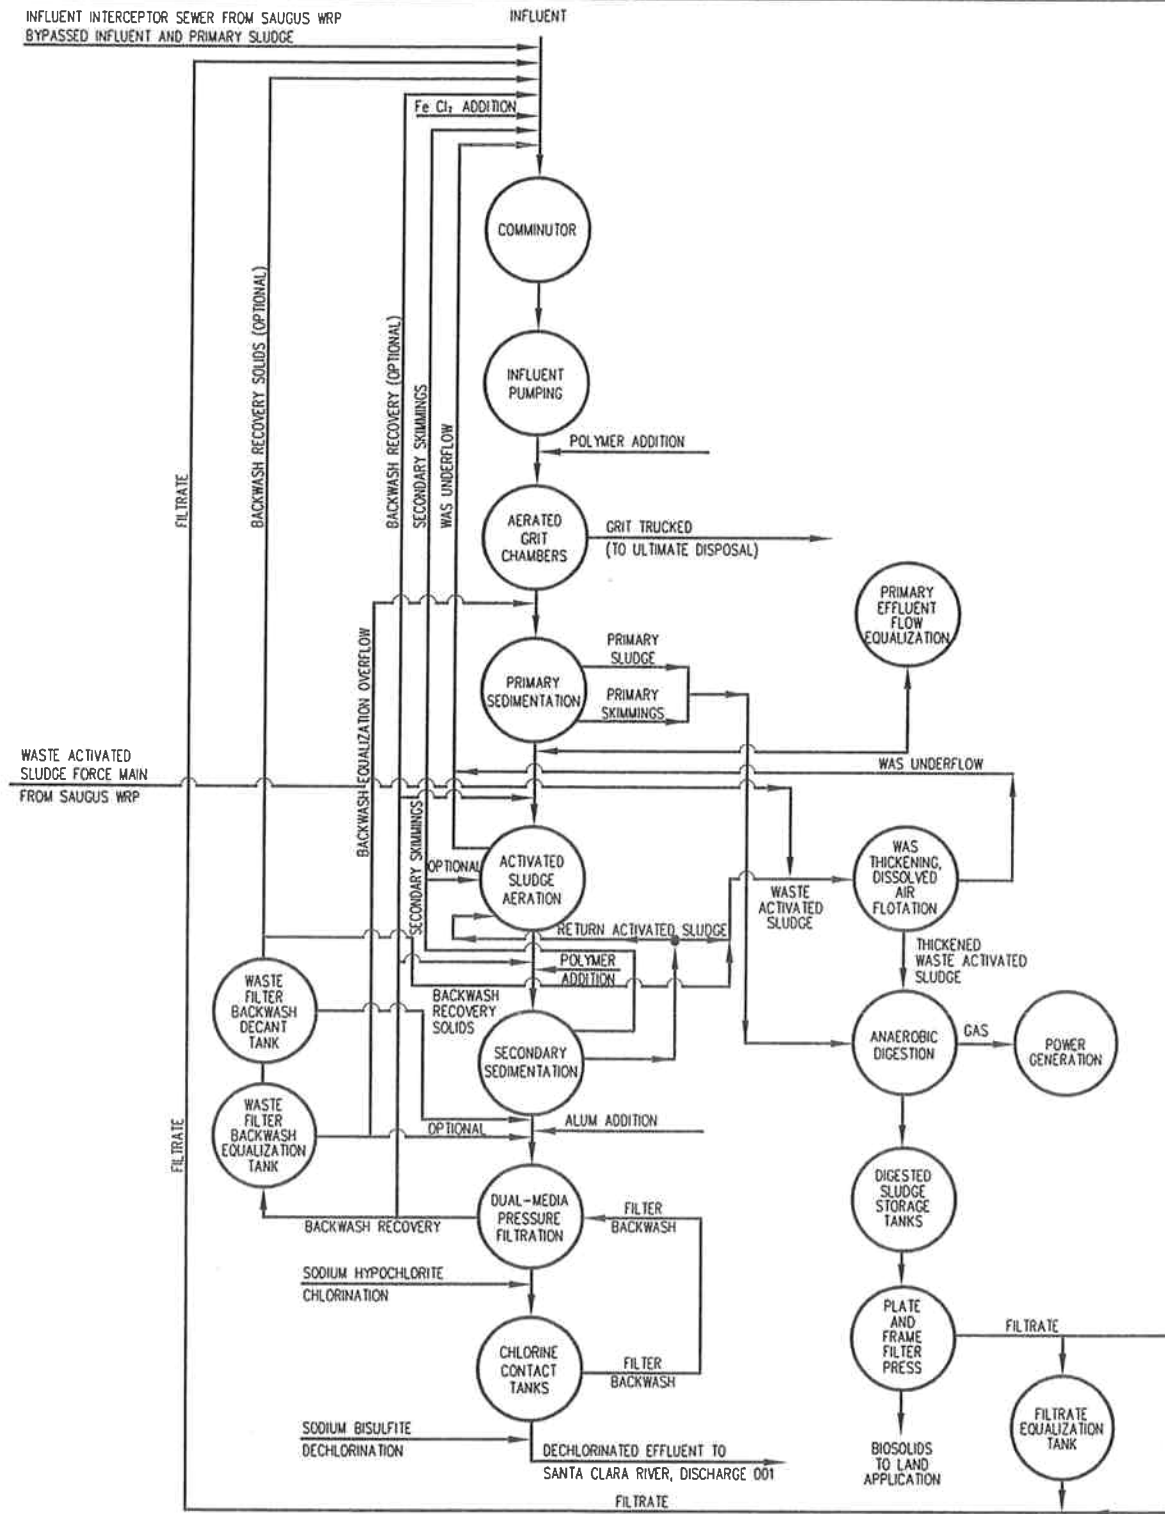 INFLUENT INTERCEPTOR SEWER FROM SAUGUS WRP
BYPASSED INFLUENT AND PRIMARY SLUDGE
INFLUENT
Fe Cl₂ ADDITION
COMMINUTOR
BACKWASH RECOVERY SOLIDS (OPTIONAL)
BACKWASH RECOVERY (OPTIONAL)
SECONDARY SKIMMINGS
WAS UNDERFLOW
FILTRATE
INFLUENT
PUMPING
POLYMER ADDITION
AERATED
GRIT
CHAMBERS
GRIT TRUCKED
(TO ULTIMATE DISPOSAL)
PRIMARY
EFFLUENT
FLOW
EQUALIZATION
BACKWASH EQUALIZATION OVERFLOW
PRIMARY
SEDIMENTATION
PRIMARY
SLUDGE
PRIMARY
SKIMMINGS
WASTE ACTIVATED
SLUDGE FORCE MAIN
FROM SAUGUS WRP
WAS UNDERFLOW
SECONDARY SKIMMINGS
OPTIONAL
ACTIVATED
SLUDGE
AERATION
WASTE
ACTIVATED
SLUDGE
WAS
THICKENING,
DISSOLVED
AIR
FLOTATION
RETURN ACTIVATED SLUDGE
THICKENED
WASTE ACTIVATED
SLUDGE
POLYMER
ADDITION
WASTE
FILTER
BACKWASH
DECANT
TANK
BACKWASH
RECOVERY
SOLIDS
SECONDARY
SEDIMENTATION
ANAEROBIC
DIGESTION
GAS
POWER
GENERATION
WASTE
FILTER
BACKWASH
EQUALIZATION
TANK
OPTIONAL
ALUM ADDITION
FILTRATE
DUAL-MEDIA
PRESSURE
FILTRATION
BACKWASH RECOVERY
FILTER
BACKWASH
DIGESTED
SLUDGE
STORAGE
TANKS
SODIUM HYPOCHLORITE
CHLORINATION
PLATE
AND
FRAME
FILTER
PRESS
FILTRATE
CHLORINE
CONTACT
TANKS
FILTER
BACKWASH
FILTRATE
EQUALIZATION
TANK
SODIUM BISULFITE
DECHLORINATION
DECHLORINATED EFFLUENT TO
SANTA CLARA RIVER, DISCHARGE 001
BIOSOLIDS
TO LAND
APPLICATION
FILTRATE